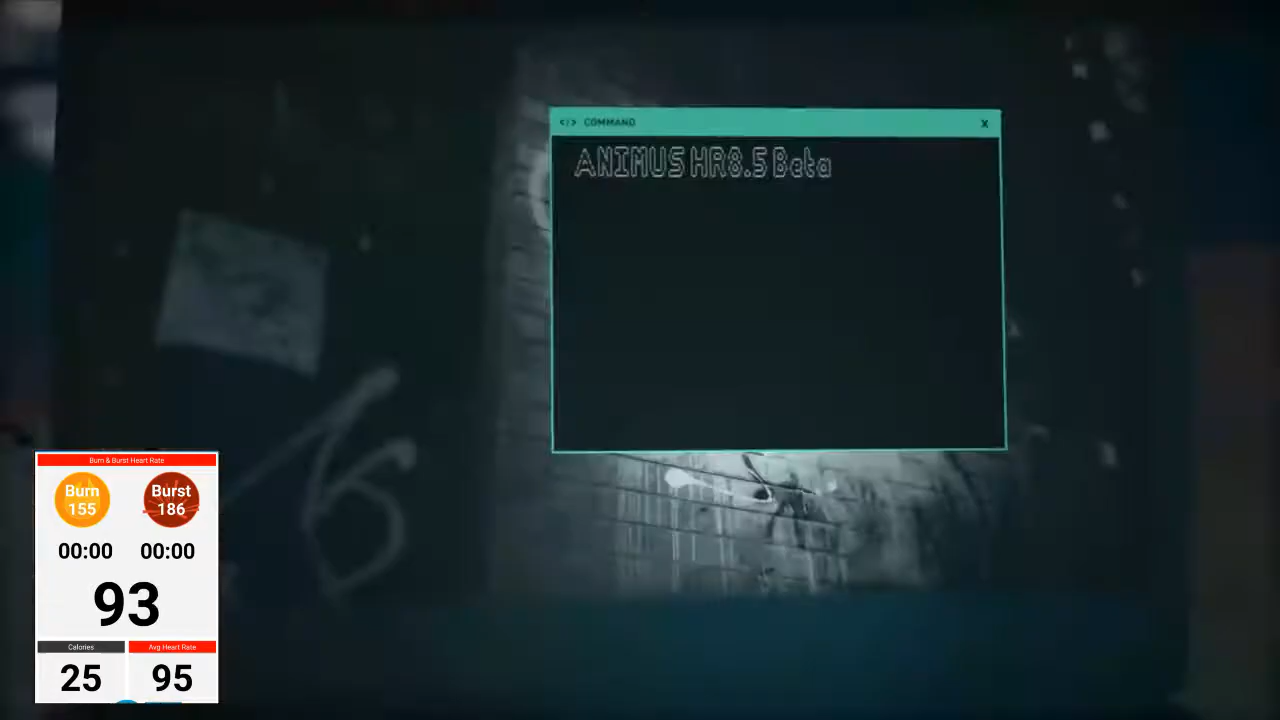 </> COMMAND X
ANIMUS HR8.5 Beta
Burn & Burst Heart Rate
Burn
155
Burst
186
00:00 00:00
93
Calories
25
Avg Heart Rate
95